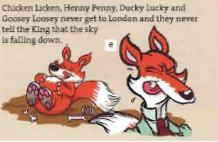 Chicken Licken, Henny Penny, Ducky Lucky and
Goosey Loosey never get to London and they never
tell the King that the sky
is falling down.
e